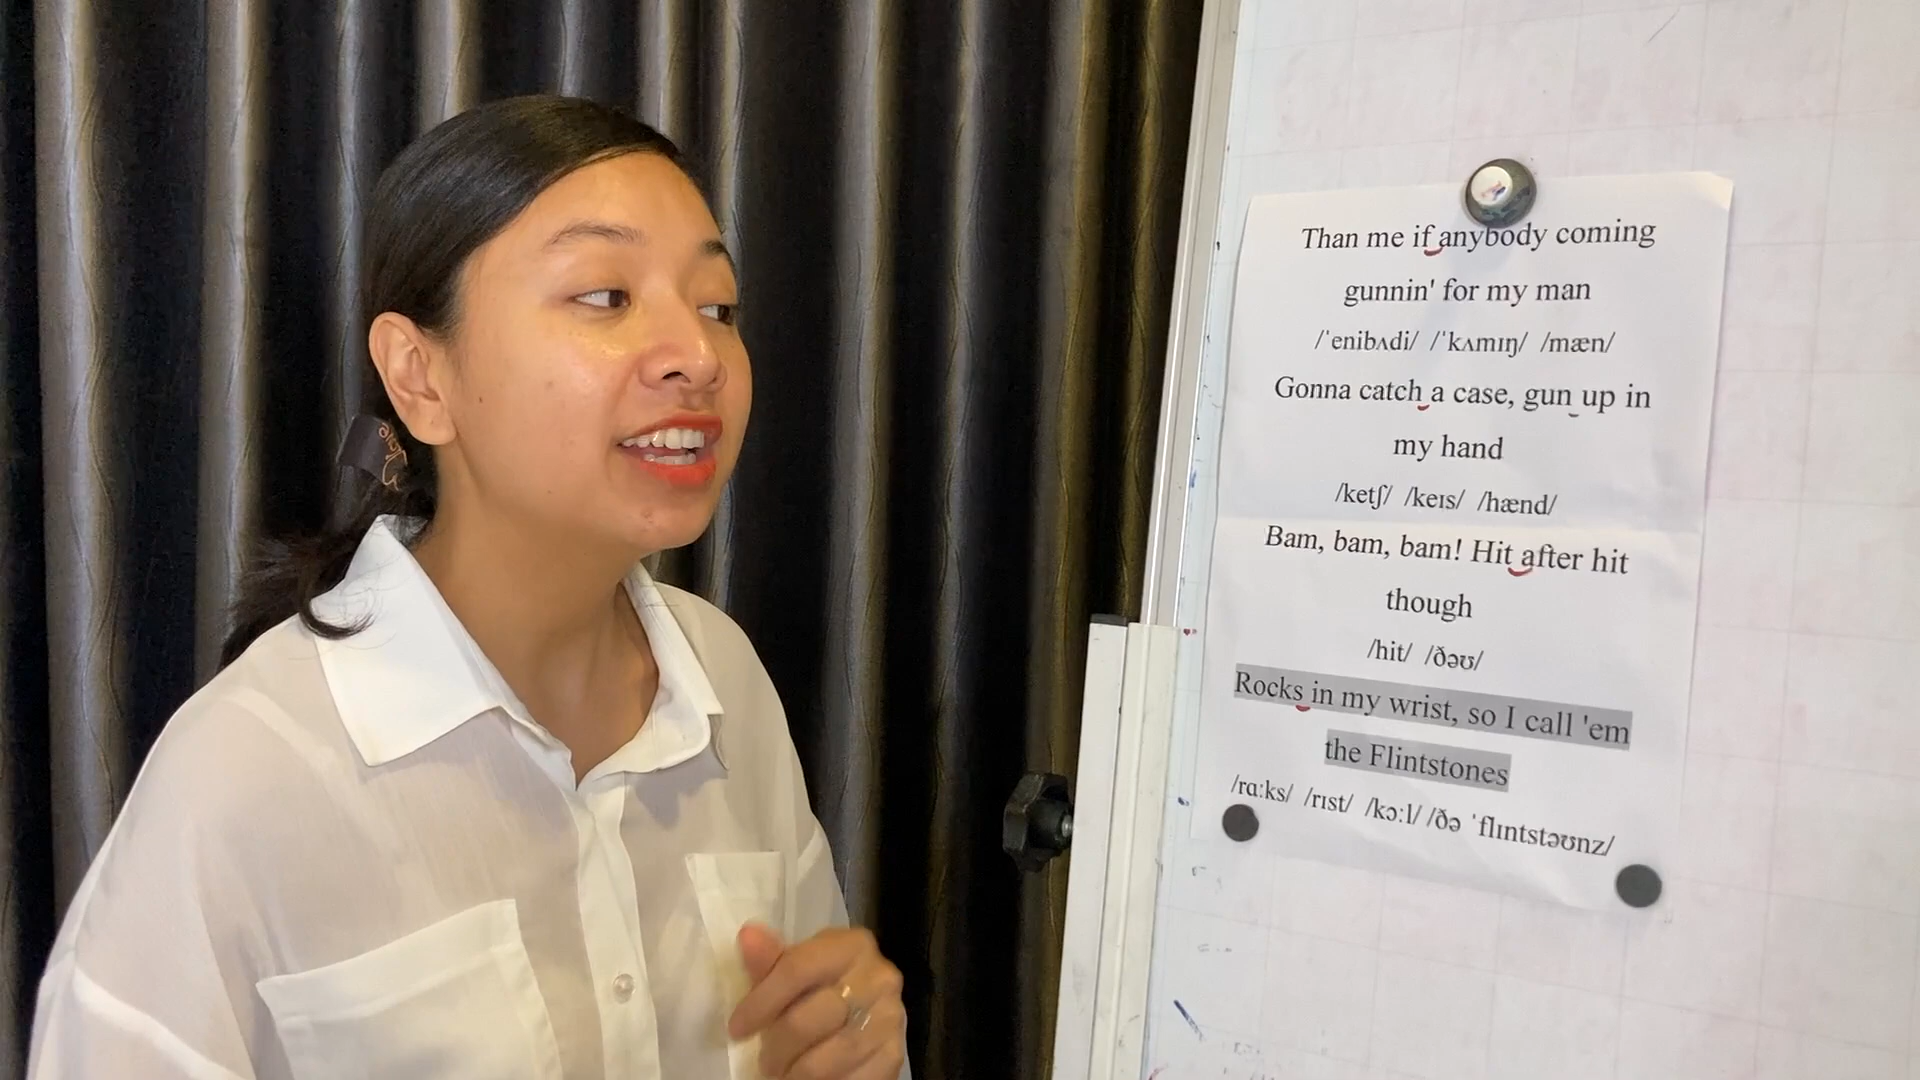 Than me if anybody coming
gunnin' for my man
/ˈenibʌdi/ /ˈkʌmɪŋ/ /mæn/
Gonna catch a case, gun up in
my hand
/ketʃ/ /keɪs/ /hænd/
Bam, bam, bam! Hit after hit
though
/hit/ /ðəʊ/
Rocks in my wrist, so I call 'em
the Flintstones
/rɑːks/ /rɪst/ /kɔːl/ /ðə ˈflɪntstəʊnz/